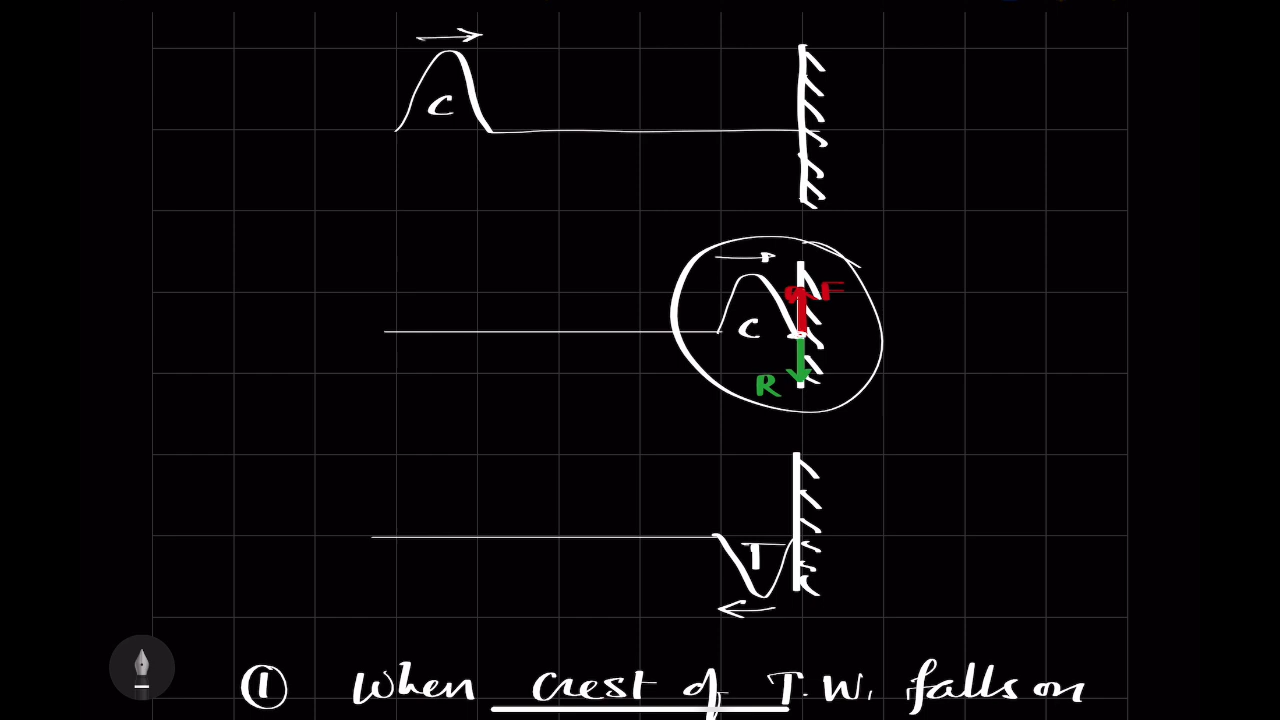 C
C
F
R
T
① When Crest of T.W. falls on